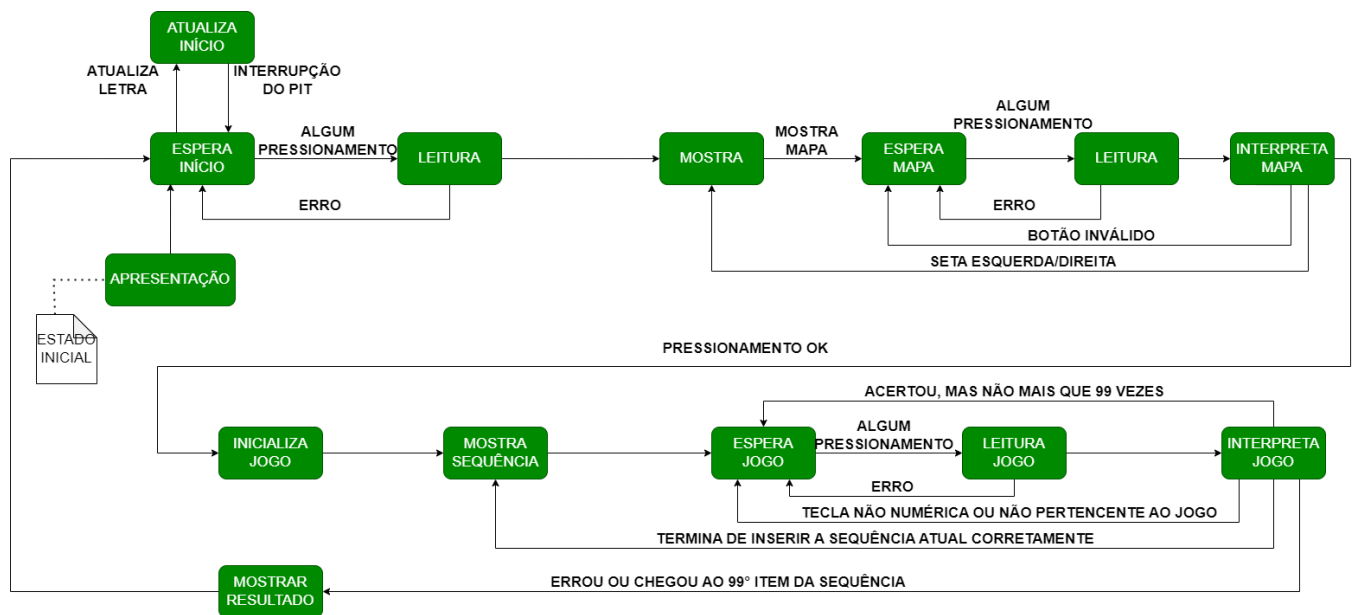 ATUALIZA
INÍCIO
ATUALIZA
LETRA
INTERRUPÇÃO
DO PIT
ESPERA
INÍCIO
ALGUM
PRESSIONAMENTO
LEITURA
ERRO
APRESENTAÇÃO
ESTADO
INICIAL
MOSTRA
MOSTRA
MAPA
ESPERA
MAPA
ALGUM
PRESSIONAMENTO
LEITURA
INTERPRETA
MAPA
ERRO
BOTÃO INVÁLIDO
SETA ESQUERDA/DIREITA
PRESSIONAMENTO OK
INICIALIZA
JOGO
MOSTRA
SEQUÊNCIA
ESPERA
JOGO
ACERTOU, MAS NÃO MAIS QUE 99 VEZES
ALGUM
PRESSIONAMENTO
LEITURA
JOGO
INTERPRETA
JOGO
ERRO
TECLA NÃO NUMÉRICA OU NÃO PERTENCENTE AO JOGO
TERMINA DE INSERIR A SEQUÊNCIA ATUAL CORRETAMENTE
ERROU OU CHEGOU AO 99° ITEM DA SEQUÊNCIA
MOSTRAR
RESULTADO